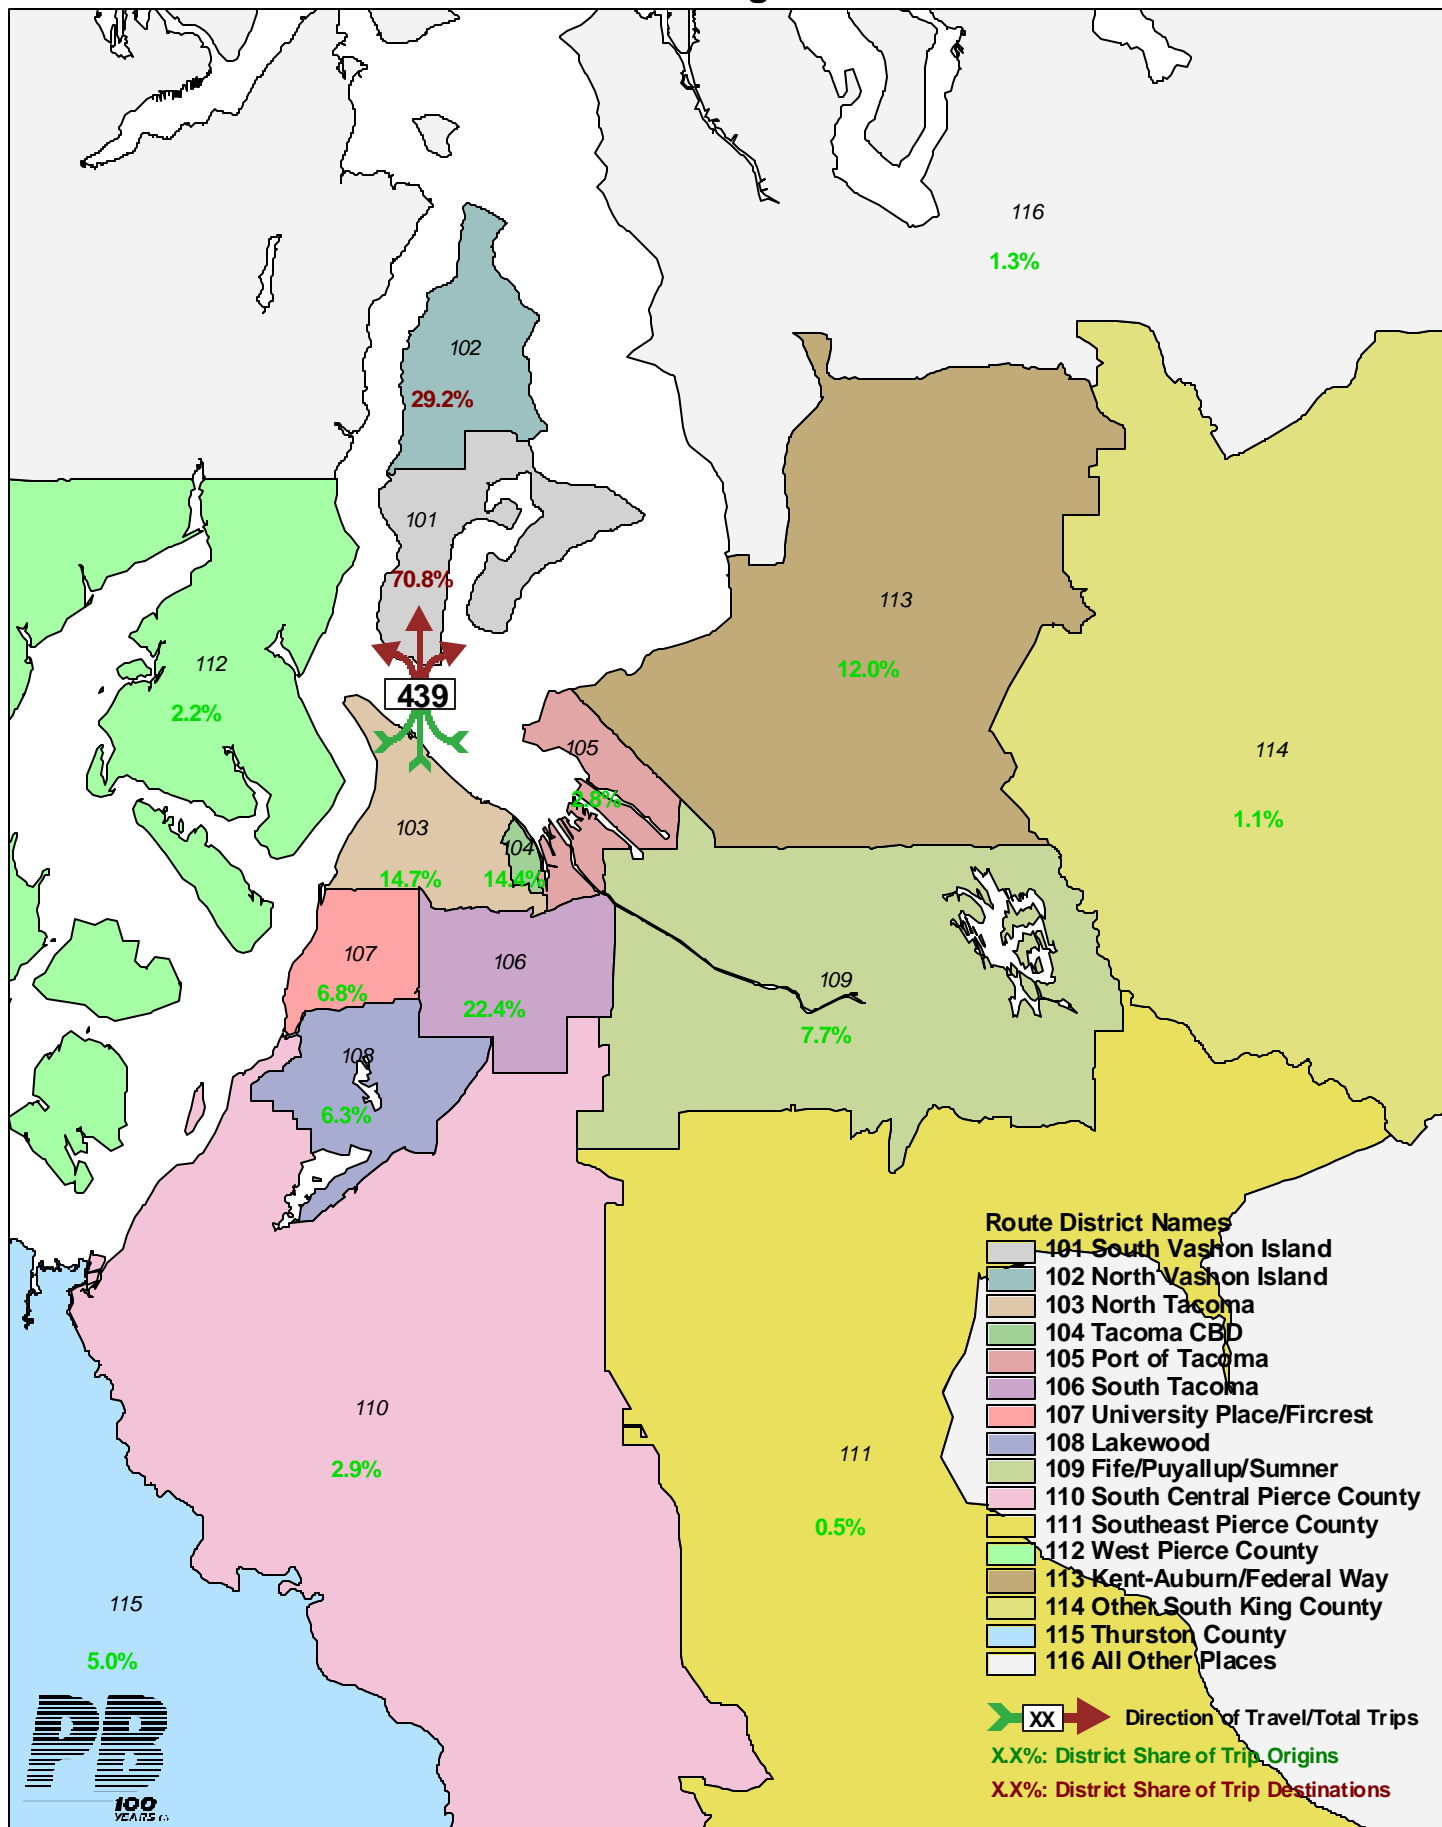 g
116
1.3%
102
29.2%
101
70.8%
113
12.0%
112
2.2%
439
105
2.8%
114
1.1%
103
14.7%
104
14.4%
107
6.8%
106
22.4%
109
7.7%
108
6.3%
110
2.9%
111
0.5%
115
5.0%
Route District Names
101 South Vashon Island
102 North Vashon Island
103 North Tacoma
104 Tacoma CBD
105 Port of Tacoma
106 South Tacoma
107 University Place/Fircrest
108 Lakewood
109 Fife/Puyallup/Sumner
110 South Central Pierce County
111 Southeast Pierce County
112 West Pierce County
113 Kent-Auburn/Federal Way
114 Other South King County
115 Thurston County
116 All Other Places
XX Direction of Travel/Total Trips
X.X%: District Share of Trip Origins
X.X%: District Share of Trip Destinations
PB
100
YEARS